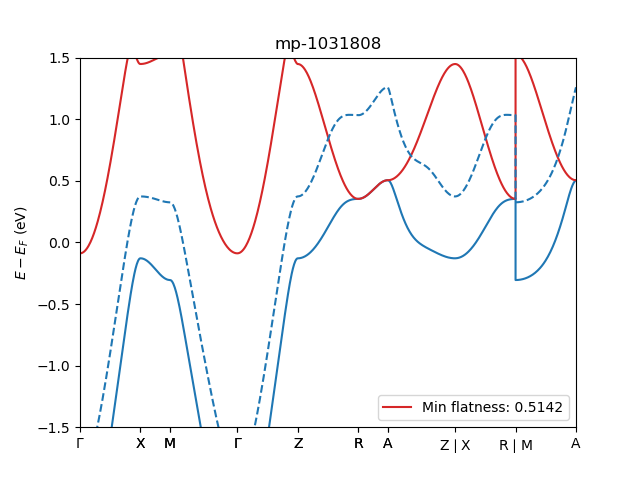 mp-1031808
1.5
1.0
0.5
0.0
−0.5
−1.0
−1.5
E − E_F (eV)
Min flatness: 0.5142
Γ X M Γ Z R A Z | X R | M A